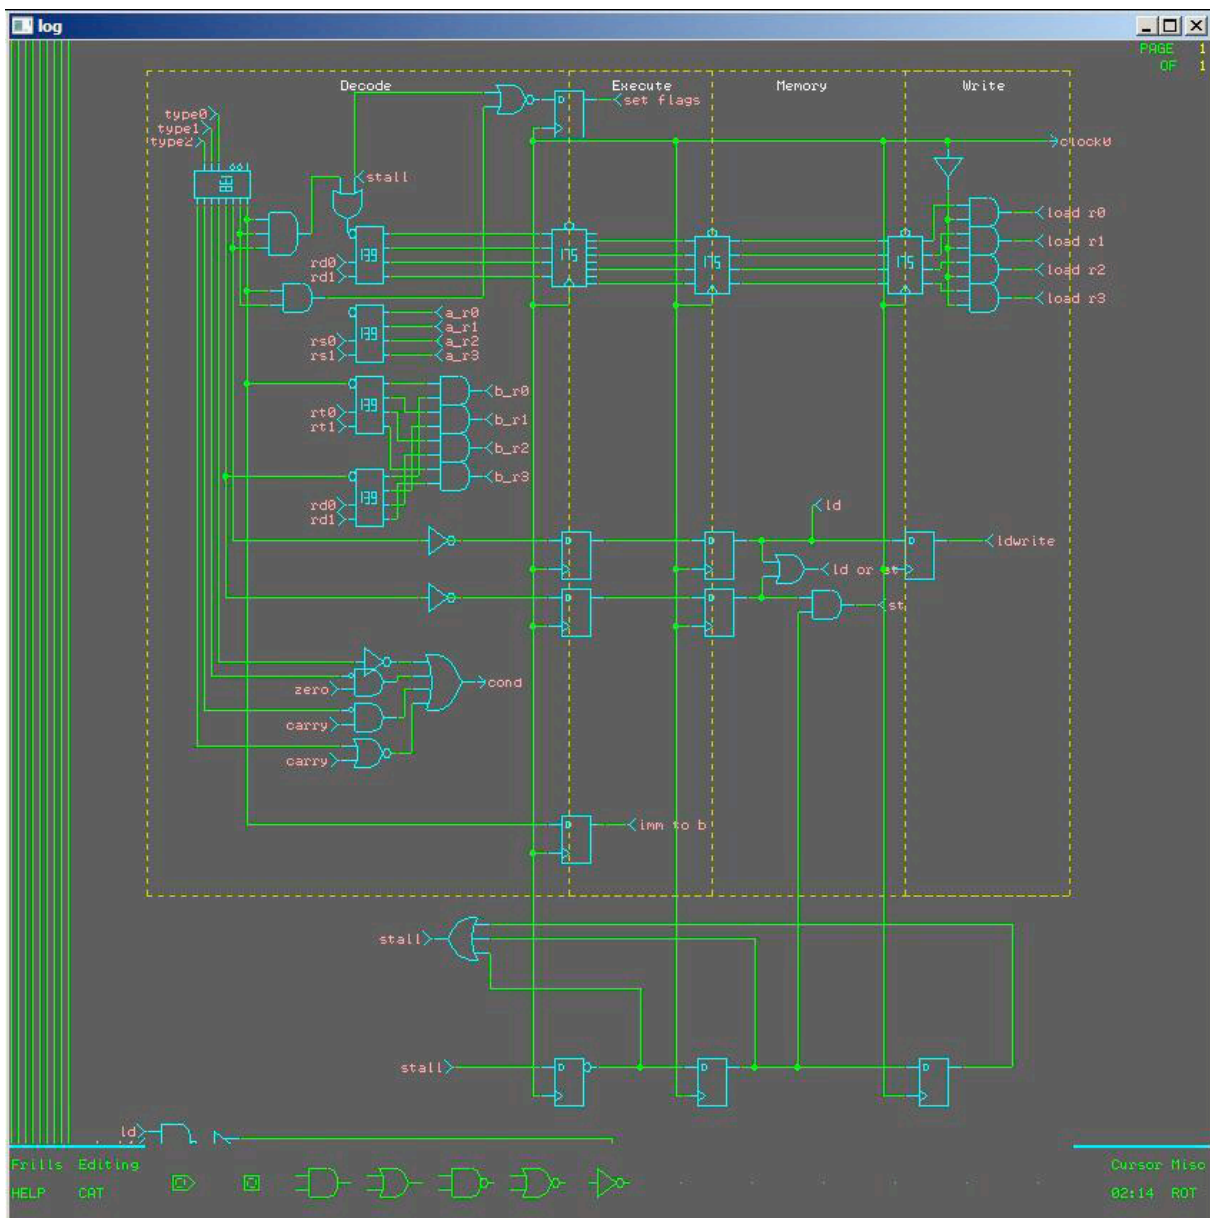 log
PAGE 1
OF 1
Decode Execute Memory Write
set flags
type0
type1
type2
clock0
138
stall
load r0
139
175
175
175
load r1
rd0
rd1
load r2
load r3
a_r0
139
a_r1
rs0
a_r2
rs1
a_r3
139
b_r0
rt0
rt1
b_r1
b_r2
139
b_r3
rd0
rd1
ld
D
D
D
ldwrite
ld or st
D
D
st
zero
cond
carry
carry
D
imm to b
stall
stall
D
D
D
ld
Frills Editing
Cursor Misc
HELP CAT
02:14 ROT